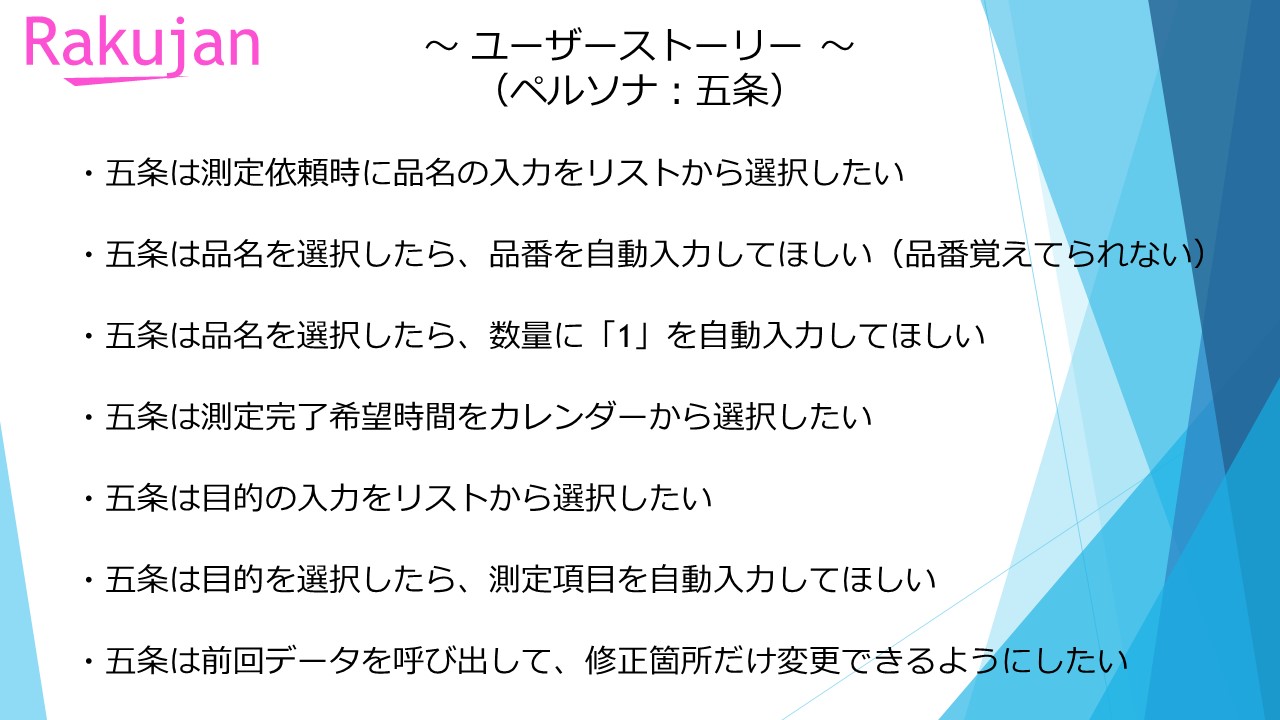 Rakujan
～ ユーザーストーリー ～
（ペルソナ：五条）
・五条は測定依頼時に品名の入力をリストから選択したい
・五条は品名を選択したら、品番を自動入力してほしい（品番覚えてられない）
・五条は品名を選択したら、数量に「1」を自動入力してほしい
・五条は測定完了希望時間をカレンダーから選択したい
・五条は目的の入力をリストから選択したい
・五条は目的を選択したら、測定項目を自動入力してほしい
・五条は前回データを呼び出して、修正箇所だけ変更できるようにしたい